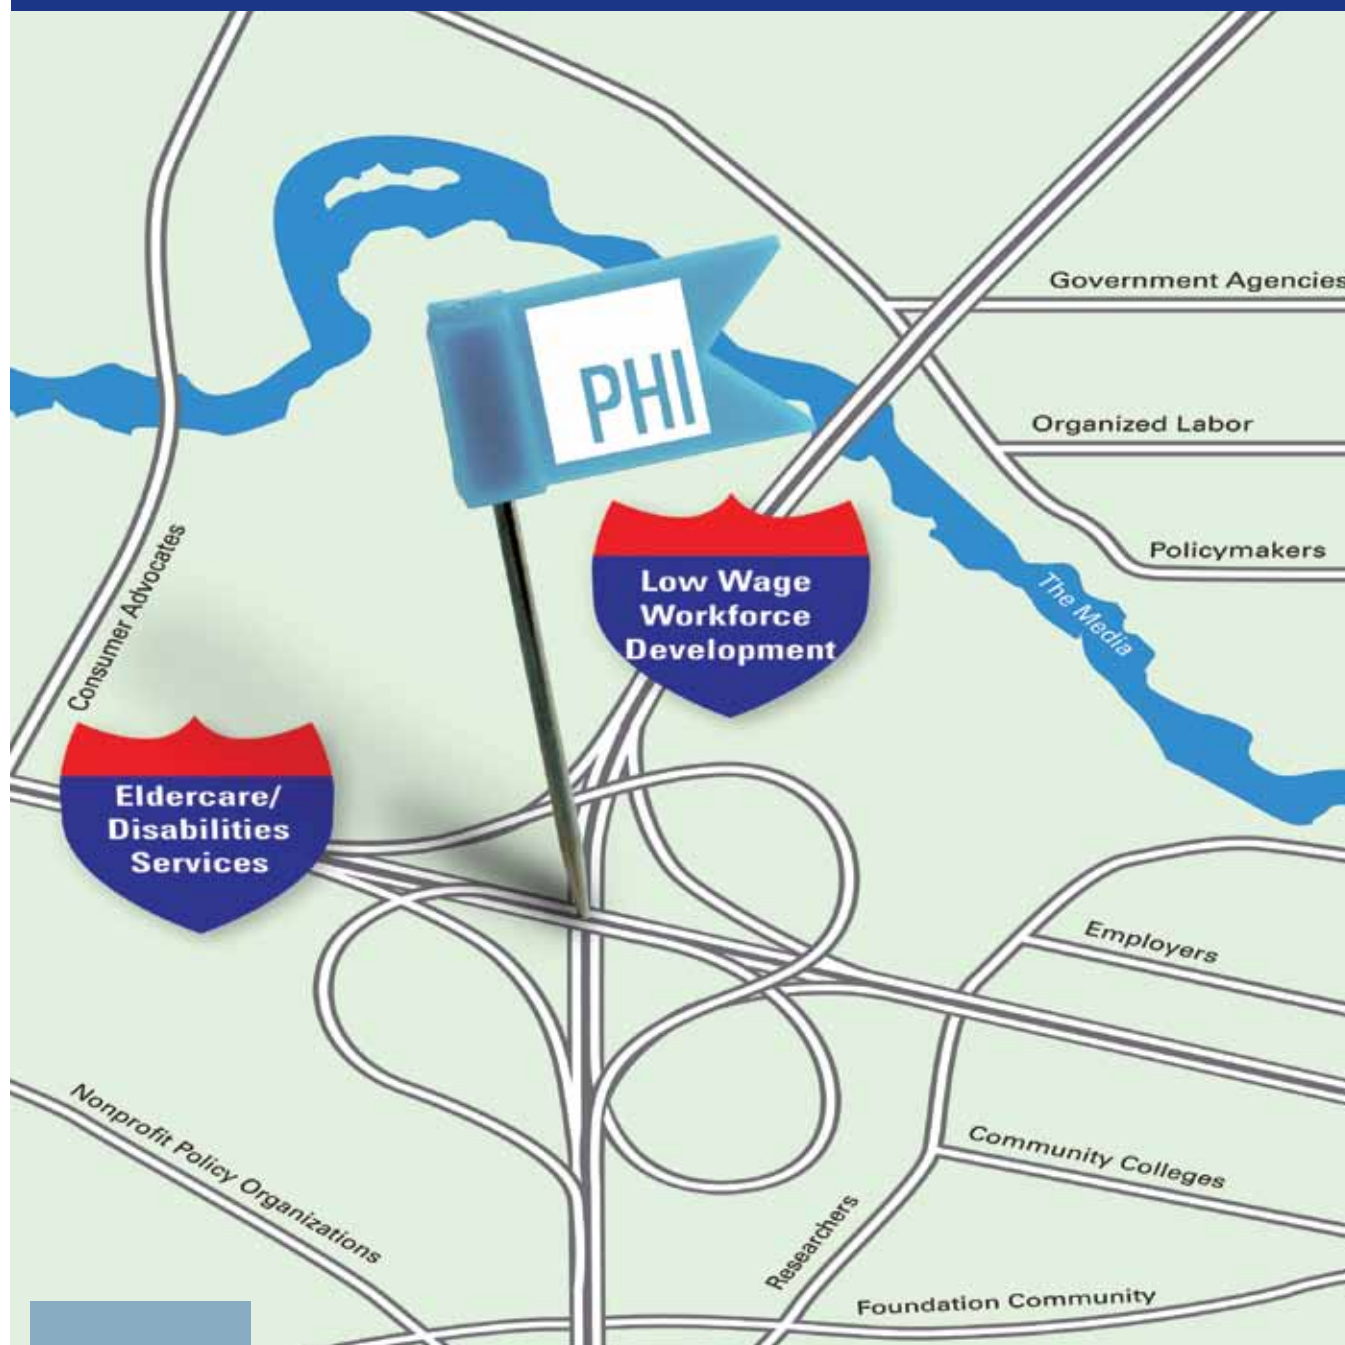 Government Agencies
PHI
Organized Labor
Policymakers
Low Wage
Workforce
Development
The Media
Consumer Advocates
Eldercare/
Disabilities
Services
Employers
Nonprofit Policy Organizations
Community Colleges
Researchers
Foundation Community